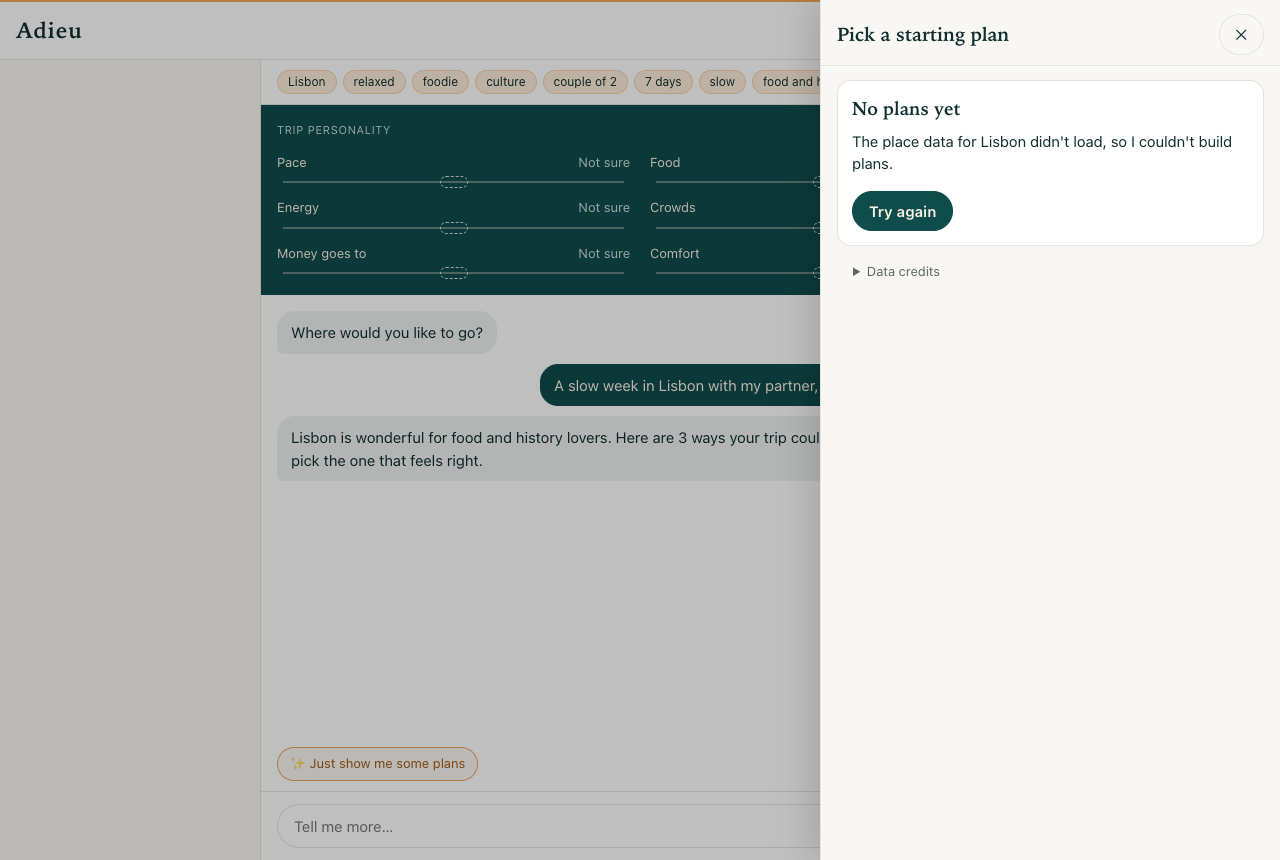 Adieu
Lisbon relaxed foodie culture couple of 2 7 days slow food and
TRIP PERSONALITY
Pace Not sure Food
Energy Not sure Crowds
Money goes to Not sure Comfort
Where would you like to go?
A slow week in Lisbon with my partner,
Lisbon is wonderful for food and history lovers. Here are 3 ways your trip
pick the one that feels right.
✨ Just show me some plans
Tell me more...
Pick a starting plan
No plans yet
The place data for Lisbon didn't load, so I couldn't build
plans.
Try again
Data credits